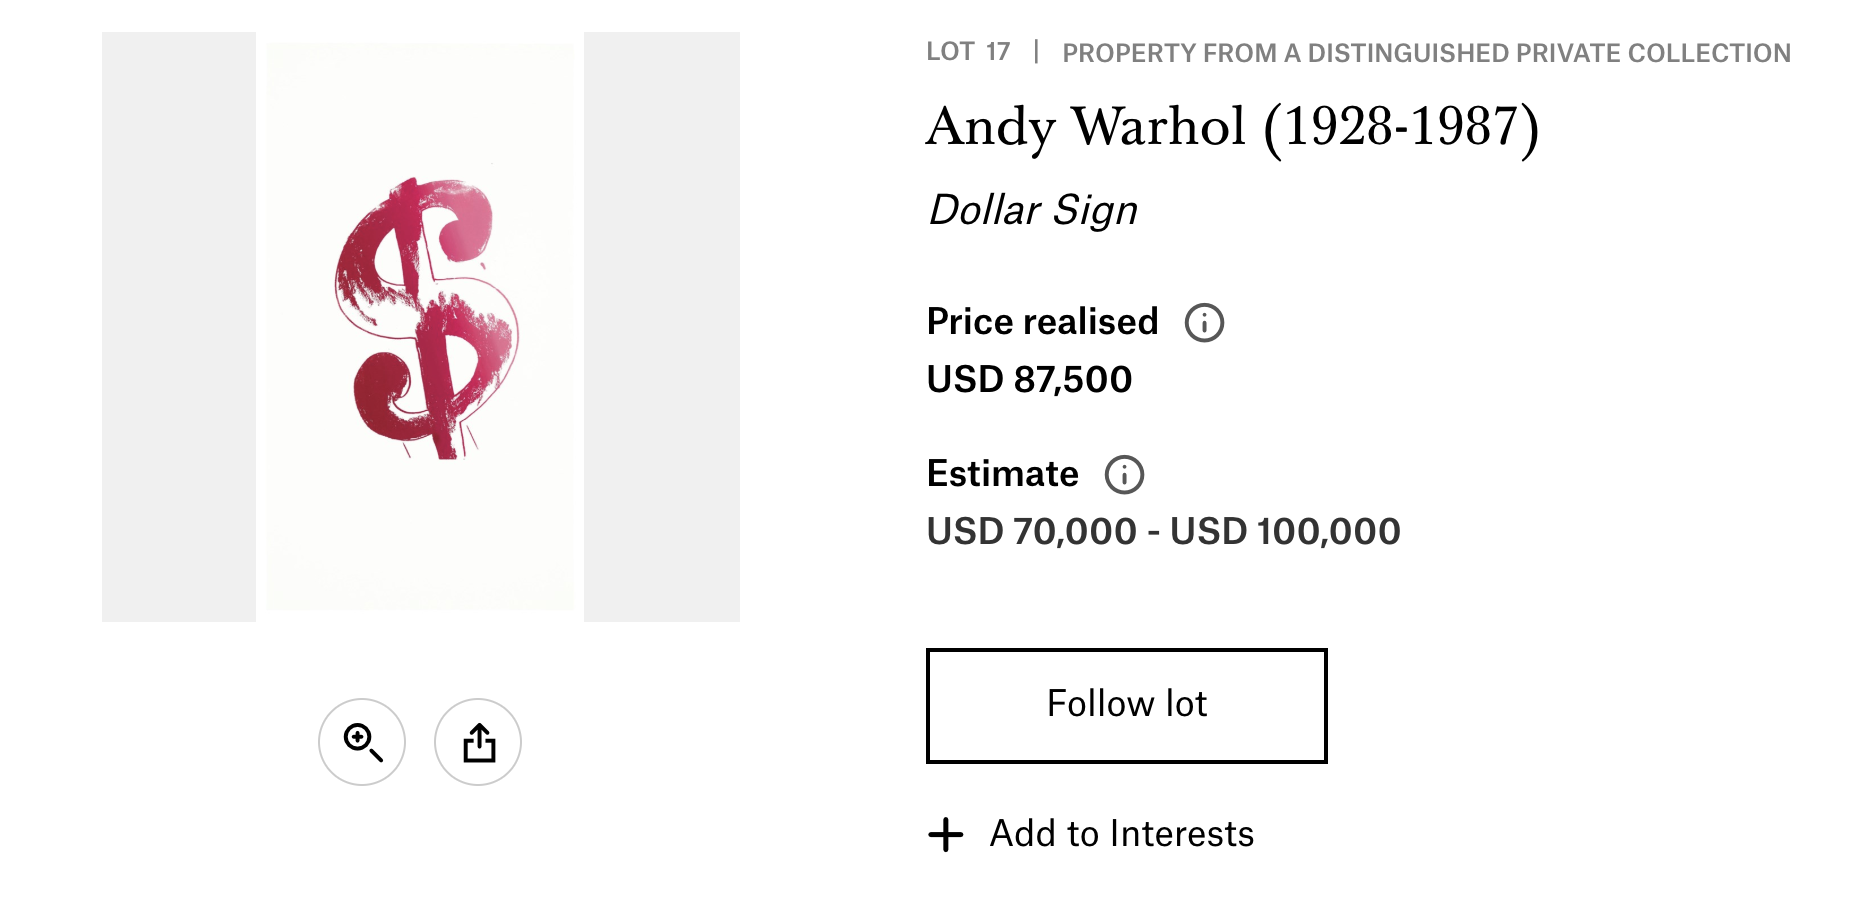 LOT 17 | PROPERTY FROM A DISTINGUISHED PRIVATE COLLECTION
Andy Warhol (1928-1987)
Dollar Sign
Price realised
USD 87,500
Estimate
USD 70,000 - USD 100,000
Follow lot
Add to Interests